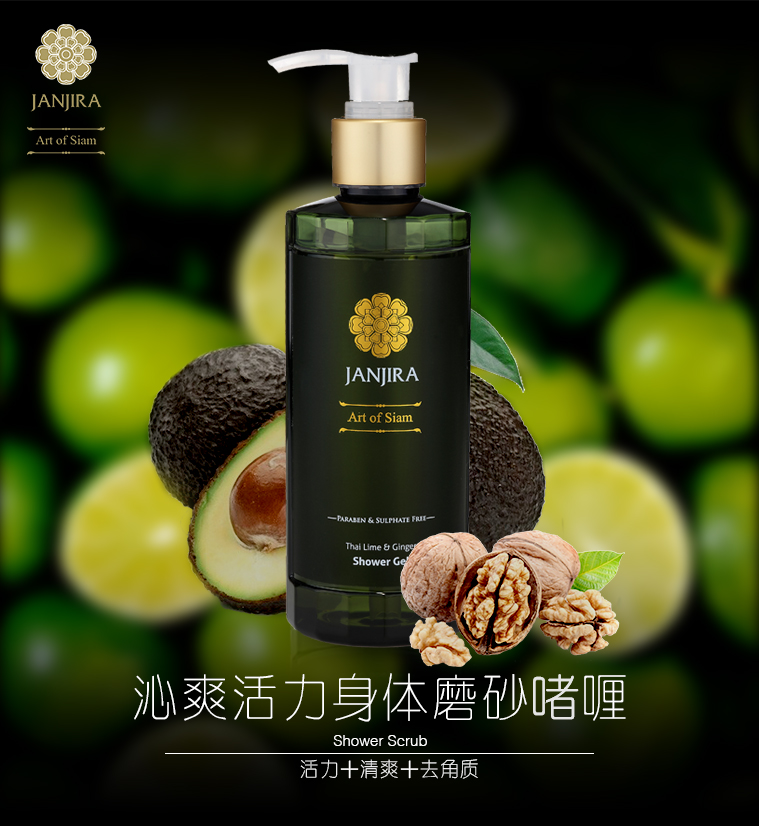 JANJIRA
Art of Siam
JANJIRA
Art of Siam
PARABEN & SULPHATE FREE
Thai Lime & Ginger
Shower Gel
沁爽活力身体磨砂啫喱
Shower Scrub
活力+清爽+去角质